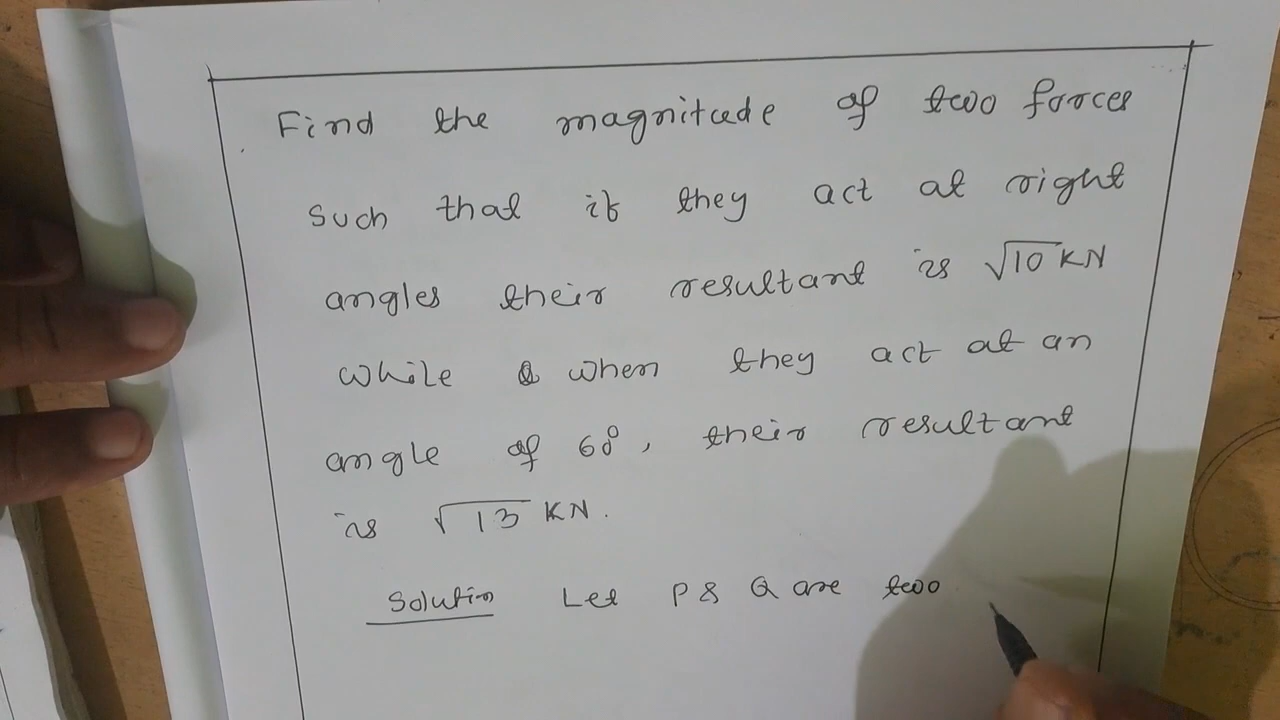 Find the magnitude of two forces
Such that if they act at right
angles their resultant is √10 KN
While & when they act at an
angle of 60°, their resultant
is √13 KN.
Solution Let P & Q are two